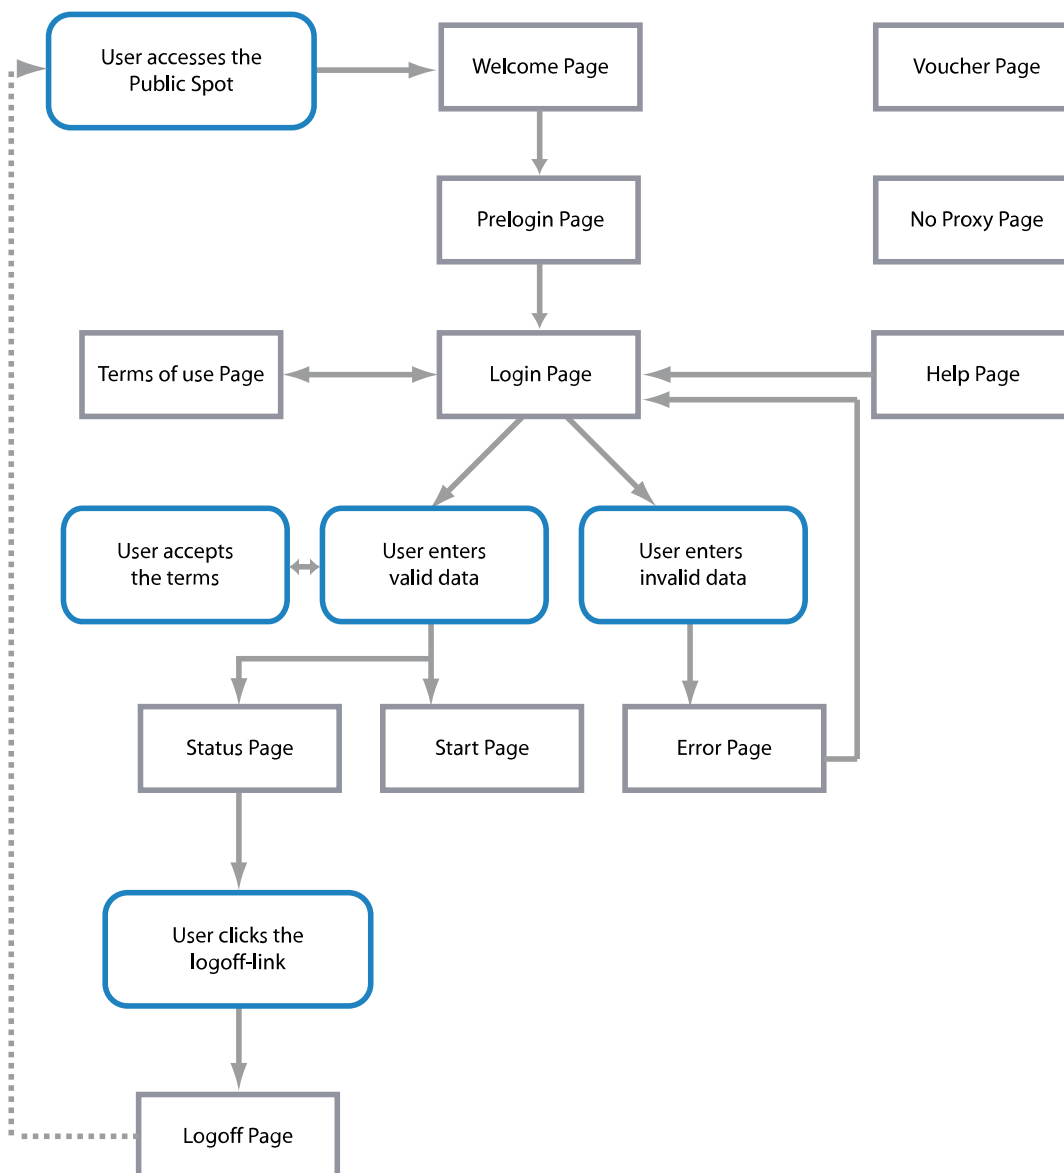 User accesses the
Public Spot
Welcome Page
Voucher Page
Prelogin Page
No Proxy Page
Terms of use Page
Login Page
Help Page
User accepts
the terms
User enters
valid data
User enters
invalid data
Status Page
Start Page
Error Page
User clicks the
logoff-link
Logoff Page